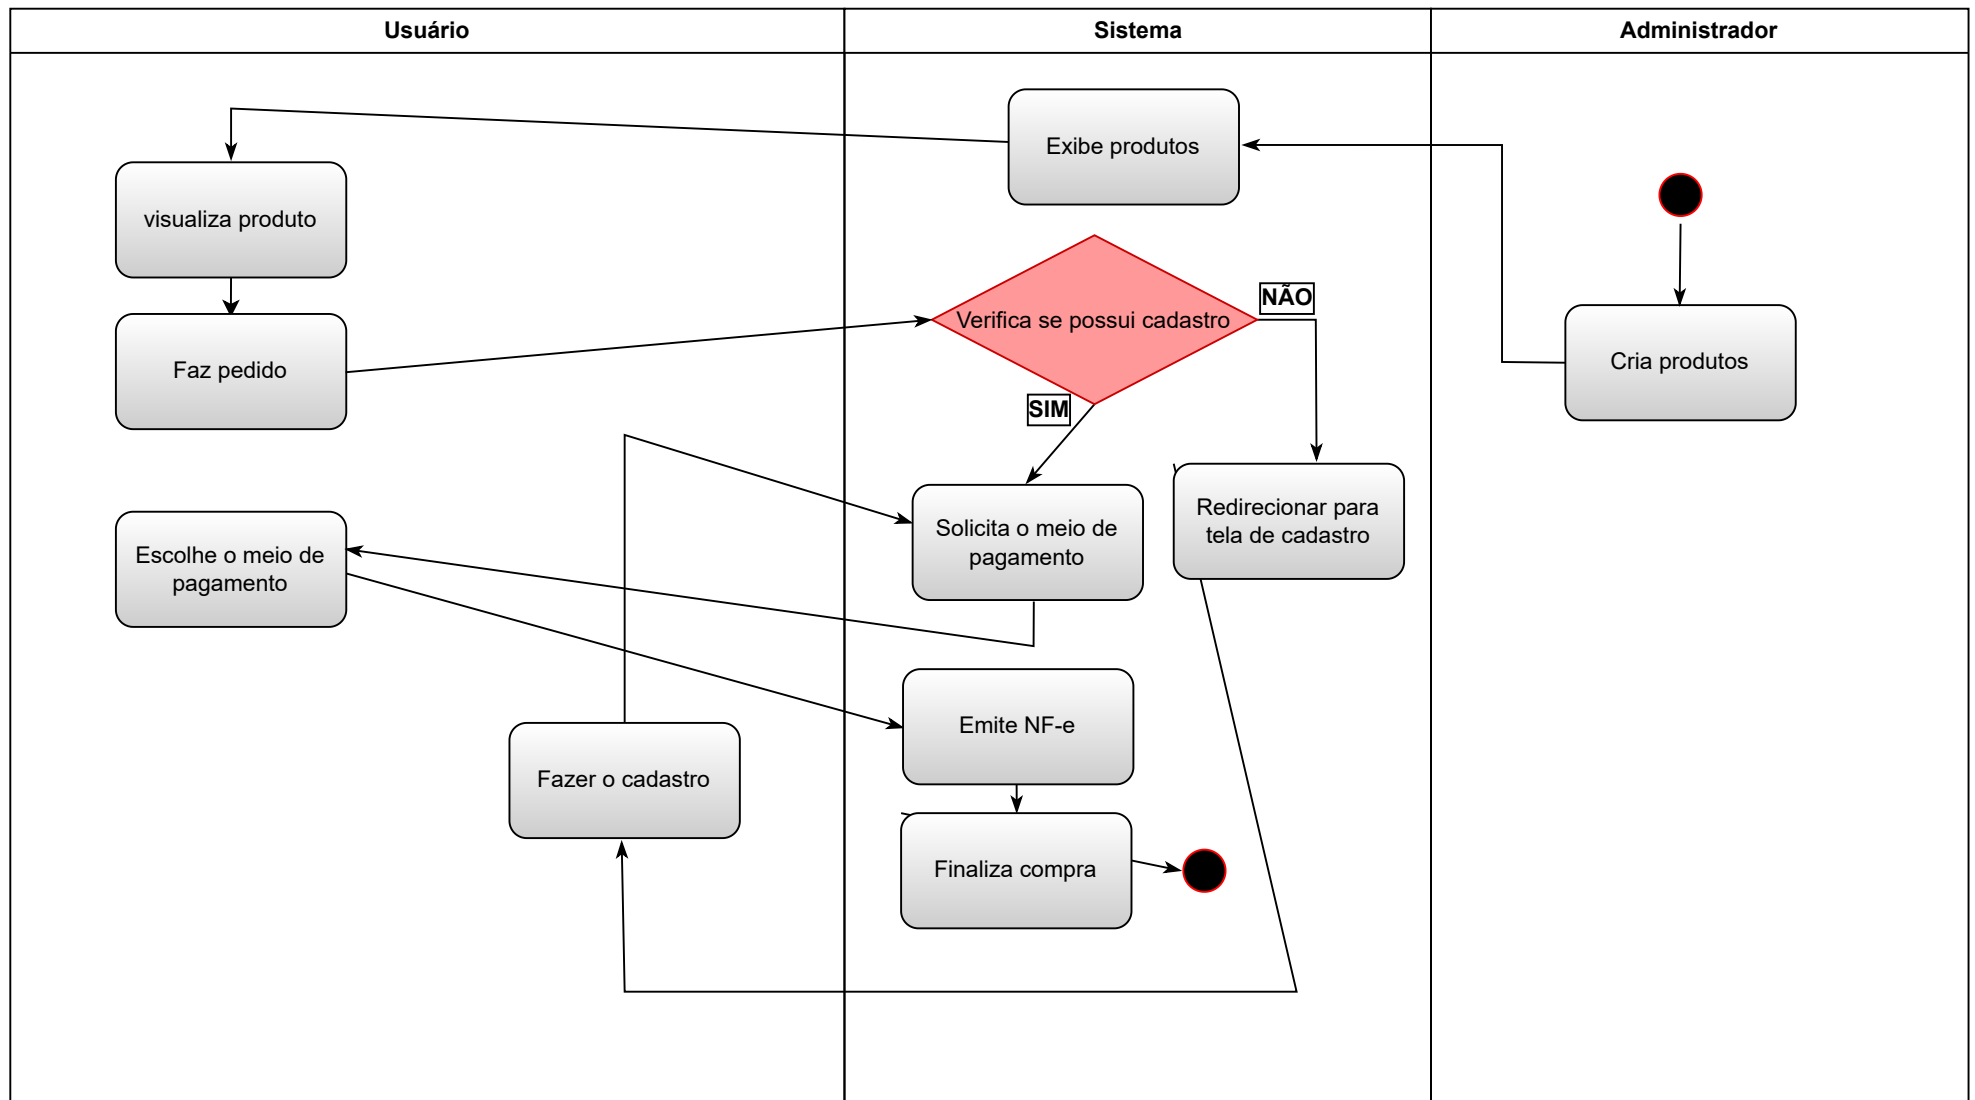 Usuário
Sistema
Administrador
Exibe produtos
visualiza produto
Faz pedido
Verifica se possui cadastro
NÃO
SIM
Cria produtos
Escolhe o meio de
pagamento
Solicita o meio de
pagamento
Redirecionar para
tela de cadastro
Emite NF-e
Fazer o cadastro
Finaliza compra